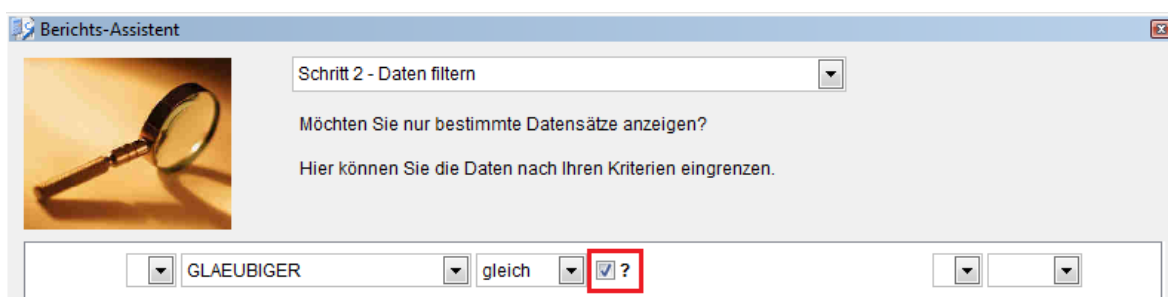 Berichts-Assistent
Schritt 2 - Daten filtern
Möchten Sie nur bestimmte Datensätze anzeigen?
Hier können Sie die Daten nach Ihren Kriterien eingrenzen.
GLAEUBIGER gleich ?